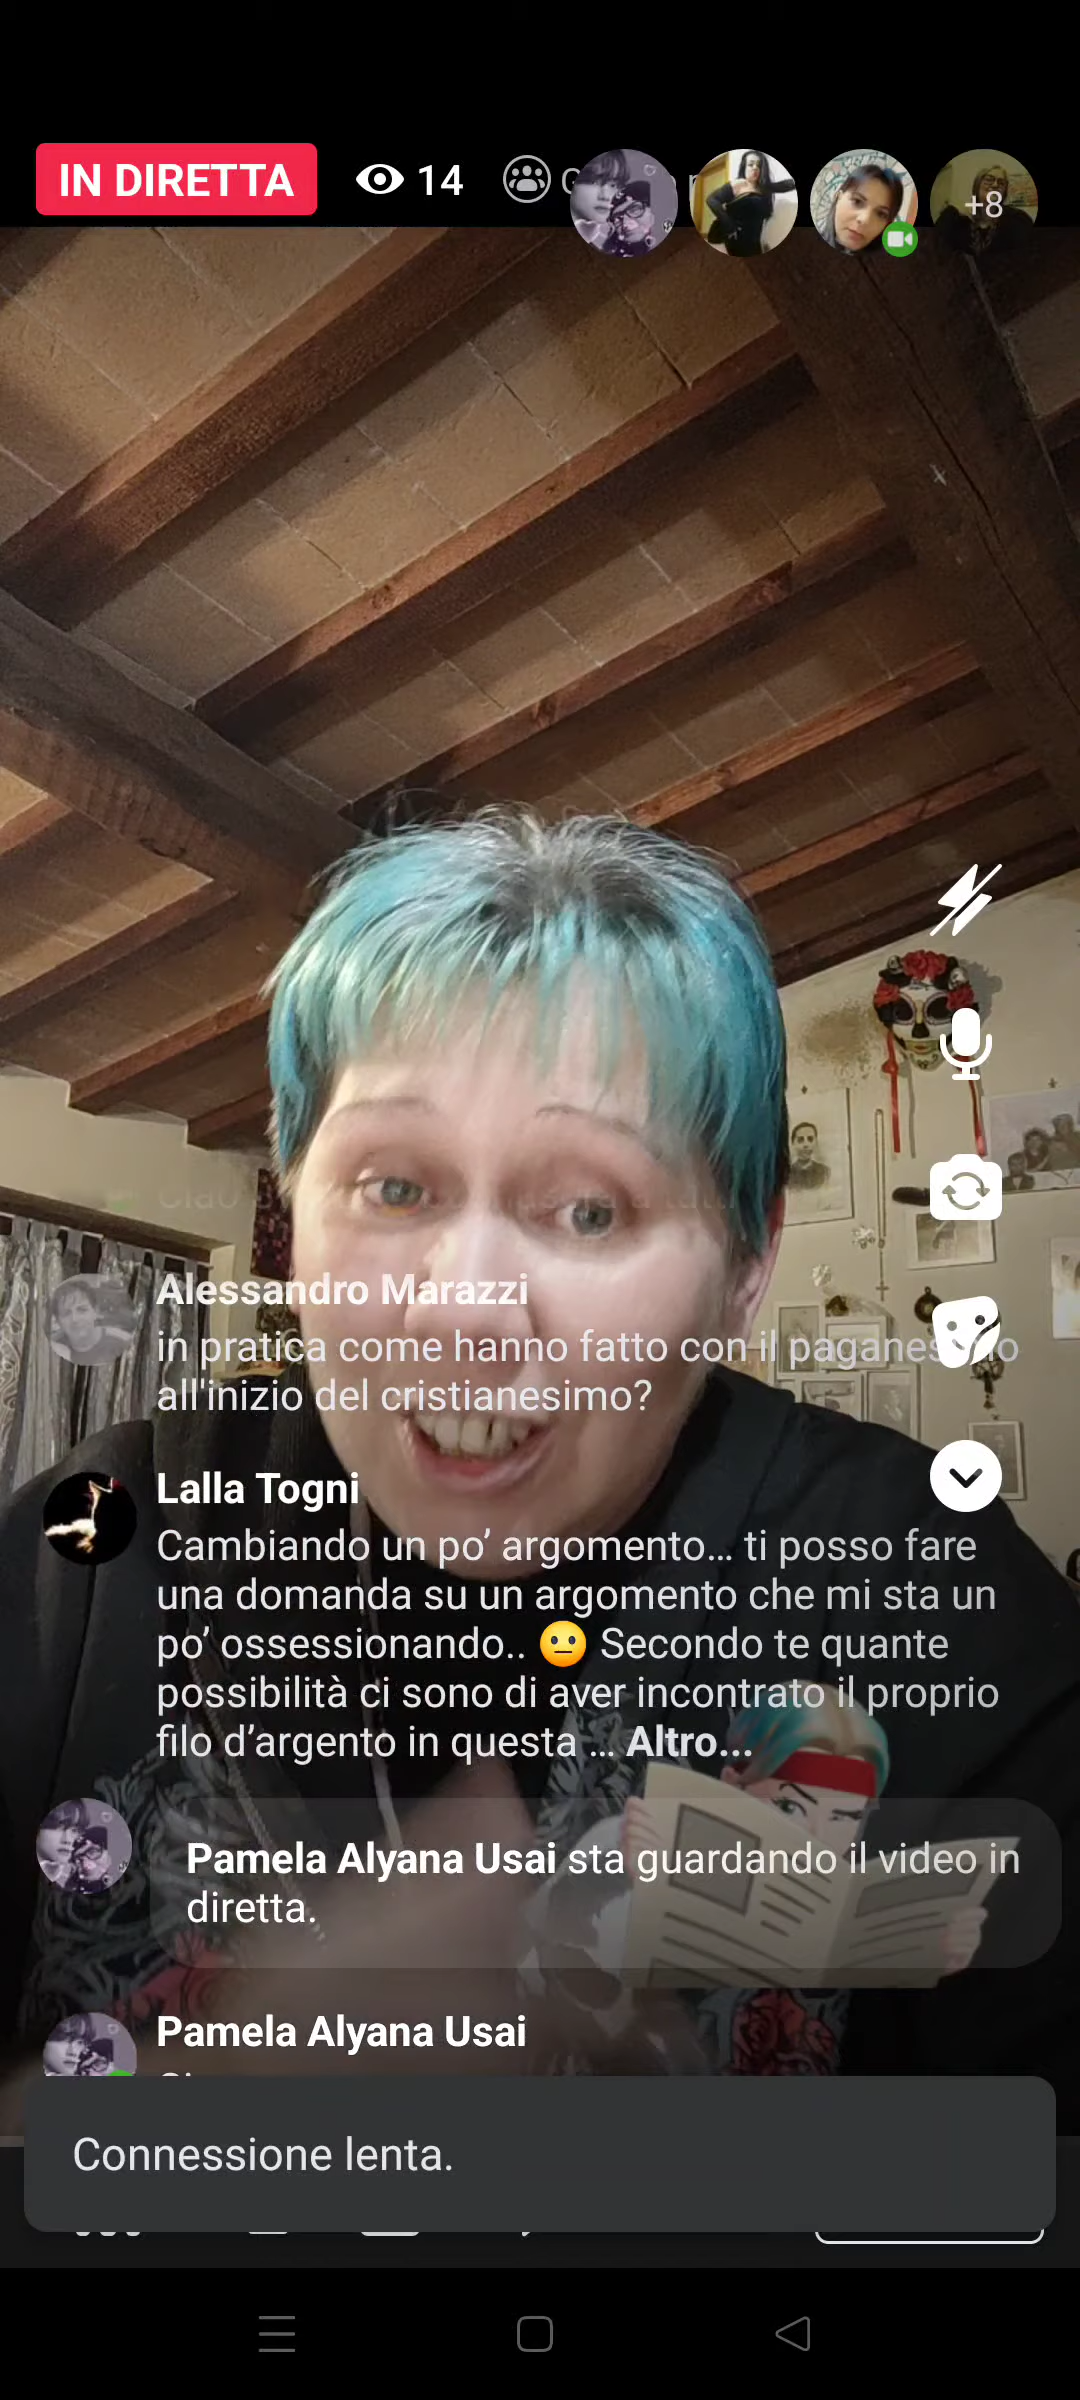 IN DIRETTA 14
+8
Alessandro Marazzi
in pratica come hanno fatto con il
all'inizio del cristianesimo?
Lalla Togni
Cambiando un po’ argomento... ti posso fare
una domanda su un argomento che mi sta un
po’ ossessionando.. 😐 Secondo te quante
possibilità ci sono di aver incontrato il proprio
filo d’argento in questa ... Altro...
Pamela Alyana Usai sta guardando il video in
diretta.
Pamela Alyana Usai
Connessione lenta.